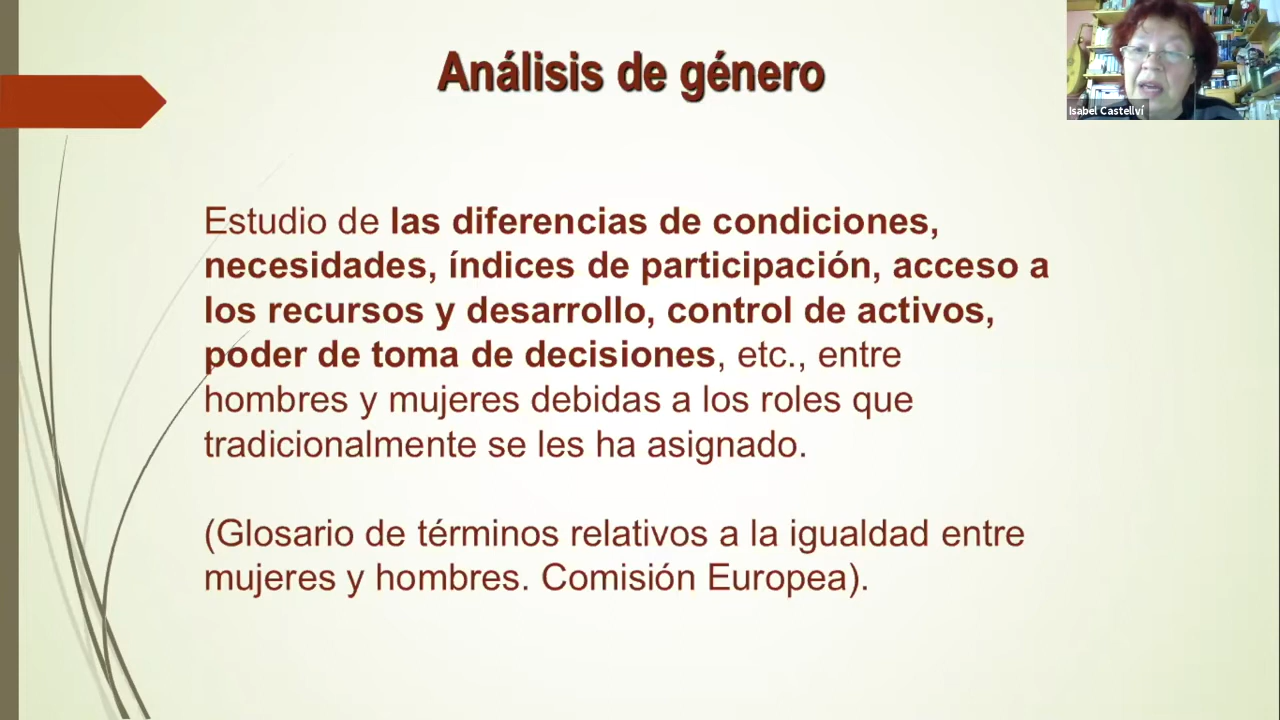 Análisis de género
Isabel Castellví
Estudio de las diferencias de condiciones,
necesidades, índices de participación, acceso a
los recursos y desarrollo, control de activos,
poder de toma de decisiones, etc., entre
hombres y mujeres debidas a los roles que
tradicionalmente se les ha asignado.
(Glosario de términos relativos a la igualdad entre
mujeres y hombres. Comisión Europea).